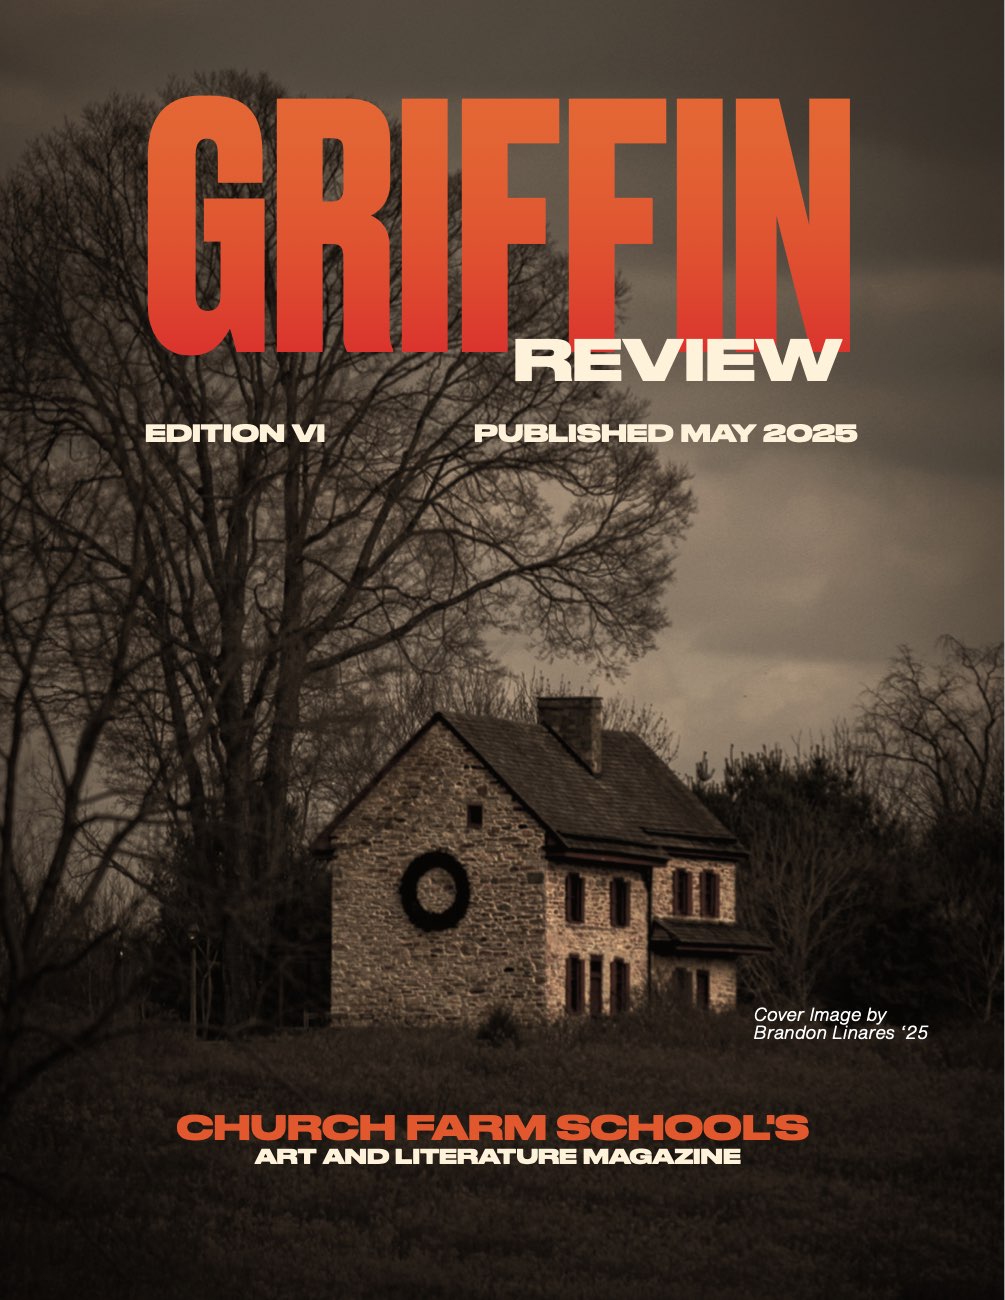 GRIFFIN
REVIEW
EDITION VI
PUBLISHED MAY 2025
Cover Image by
Brandon Linares ‘25
CHURCH FARM SCHOOL'S
ART AND LITERATURE MAGAZINE